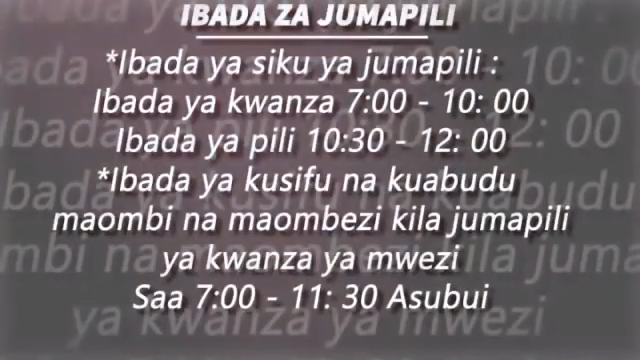 IBADA ZA JUMAPILI
*Ibada ya siku ya jumapili :
Ibada ya kwanza 7:00 - 10: 00
Ibada ya pili 10:30 - 12: 00
*Ibada ya kusifu na kuabudu
maombi na maombezi kila jumapili
ya kwanza ya mwezi
Saa 7:00 - 11: 30 Asubui